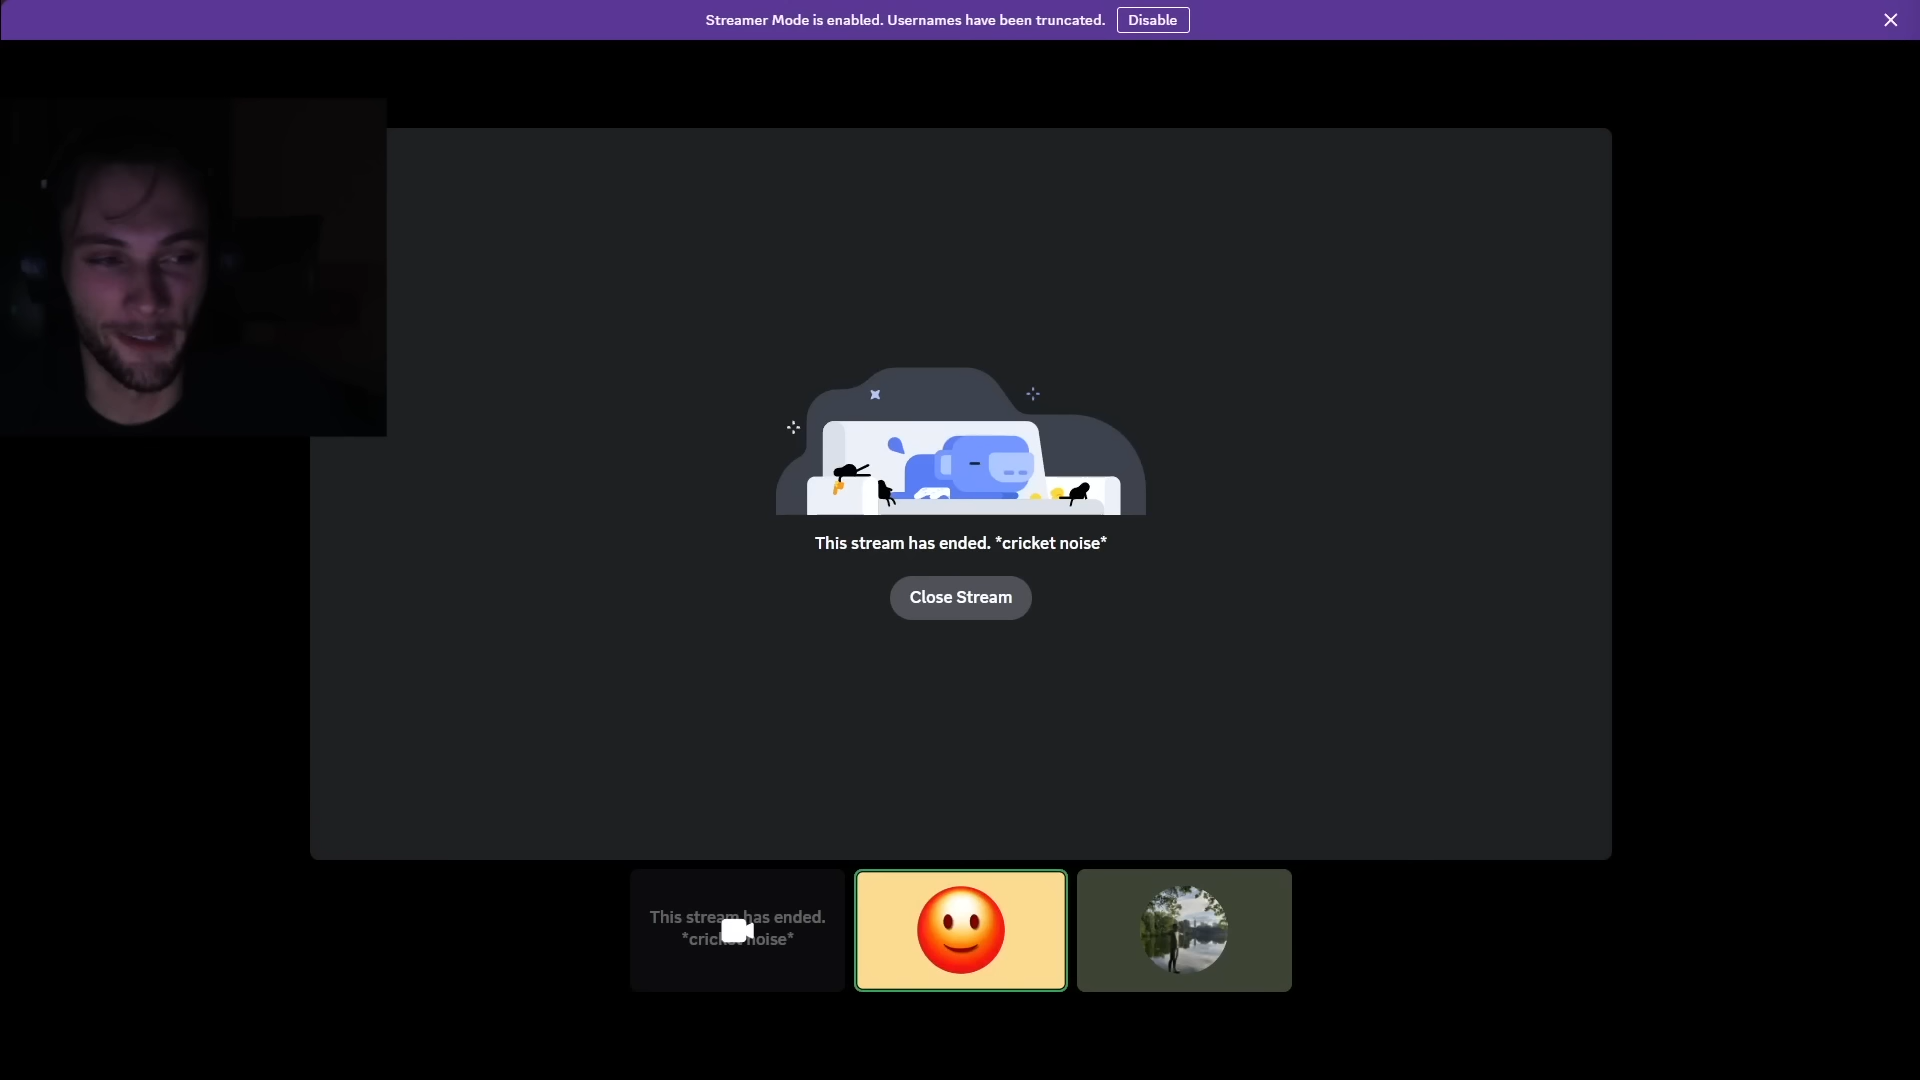 Streamer Mode is enabled. Usernames have been truncated. Disable
This stream has ended. *cricket noise*
Close Stream
This stream has ended.
*cricket noise*